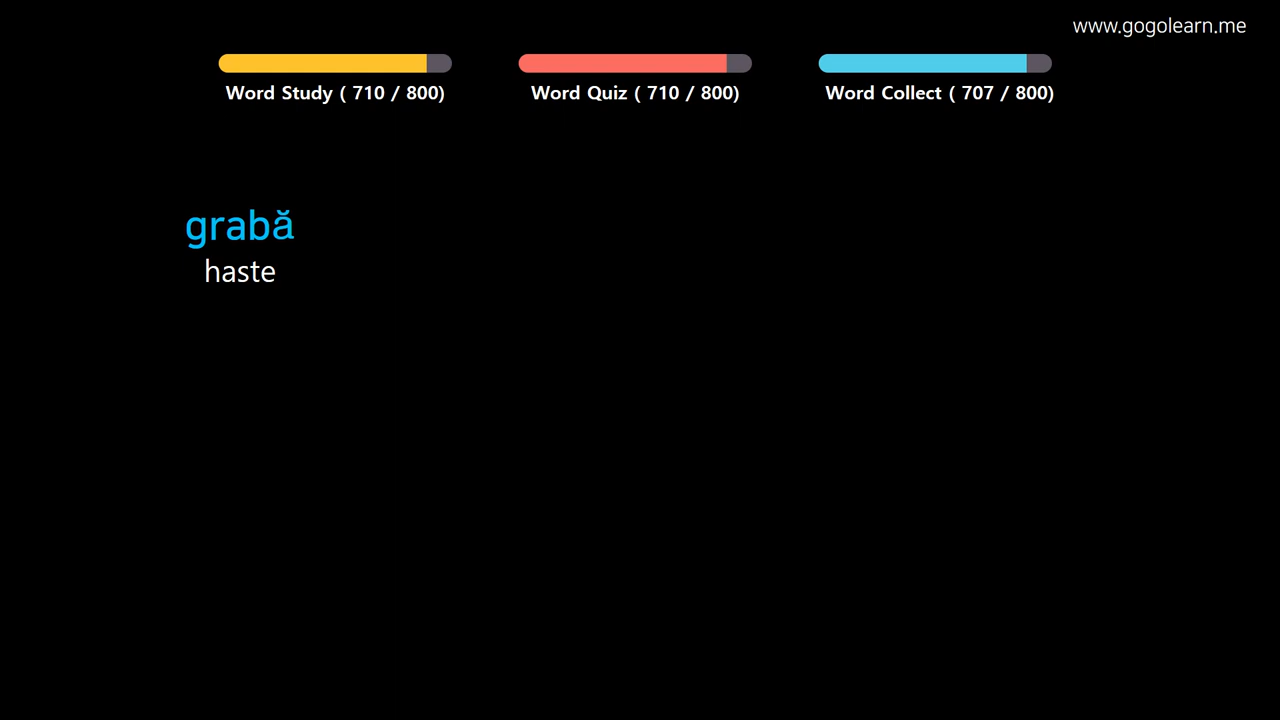 www.gogolearn.me
Word Study ( 710 / 800)
Word Quiz ( 710 / 800)
Word Collect ( 707 / 800)
grabă
haste